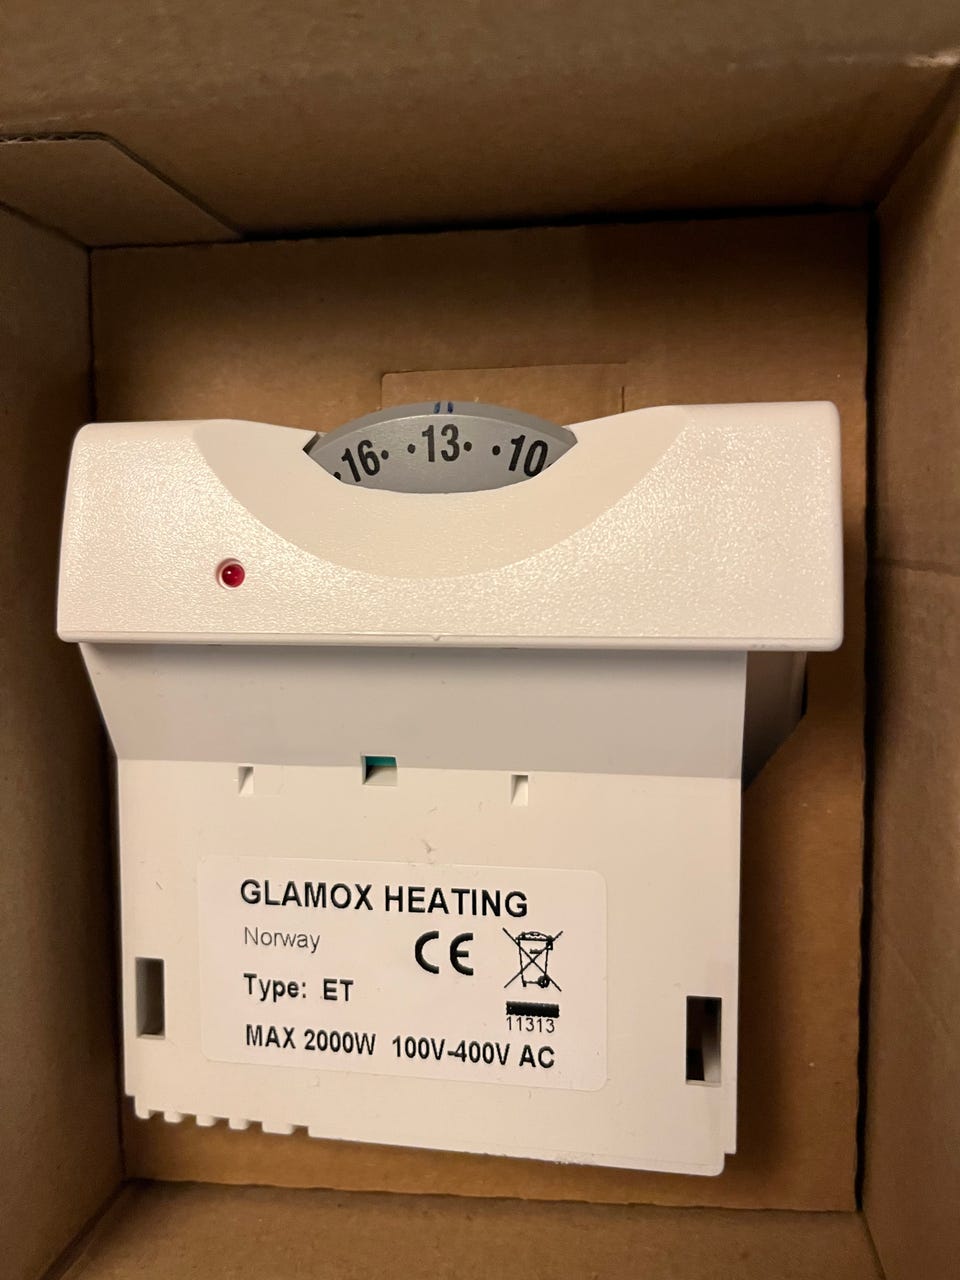 16 13 10
GLAMOX HEATING
Norway
CE
Type: ET
11313
MAX 2000W 100V-400V AC